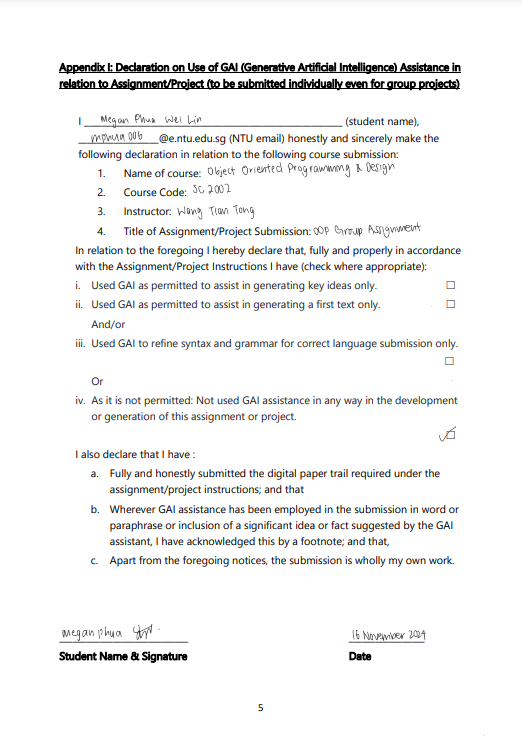 Appendix I: Declaration on Use of GAI (Generative Artificial Intelligence) Assistance in
relation to Assignment/Project (to be submitted individually even for group projects)
I Megan Phua Wei Lin (student name),
mphua006 @e.ntu.edu.sg (NTU email) honestly and sincerely make the
following declaration in relation to the following course submission:
1. Name of course: Object Oriented Programming & Design
2. Course Code: SC2002
3. Instructor: Wang Tian Tong
4. Title of Assignment/Project Submission: OOP Group Assignment
In relation to the foregoing I hereby declare that, fully and properly in accordance
with the Assignment/Project Instructions I have (check where appropriate):
i. Used GAI as permitted to assist in generating key ideas only. ☐
ii. Used GAI as permitted to assist in generating a first text only. ☐
And/or
iii. Used GAI to refine syntax and grammar for correct language submission only.
☐
Or
iv. As it is not permitted: Not used GAI assistance in any way in the development
or generation of this assignment or project.
☑
I also declare that I have :
a. Fully and honestly submitted the digital paper trail required under the
assignment/project instructions; and that
b. Wherever GAI assistance has been employed in the submission in word or
paraphrase or inclusion of a significant idea or fact suggested by the GAI
assistant, I have acknowledged this by a footnote; and that,
c. Apart from the foregoing notices, the submission is wholly my own work.
megan phua 16 November 2024
Student Name & Signature Date
5